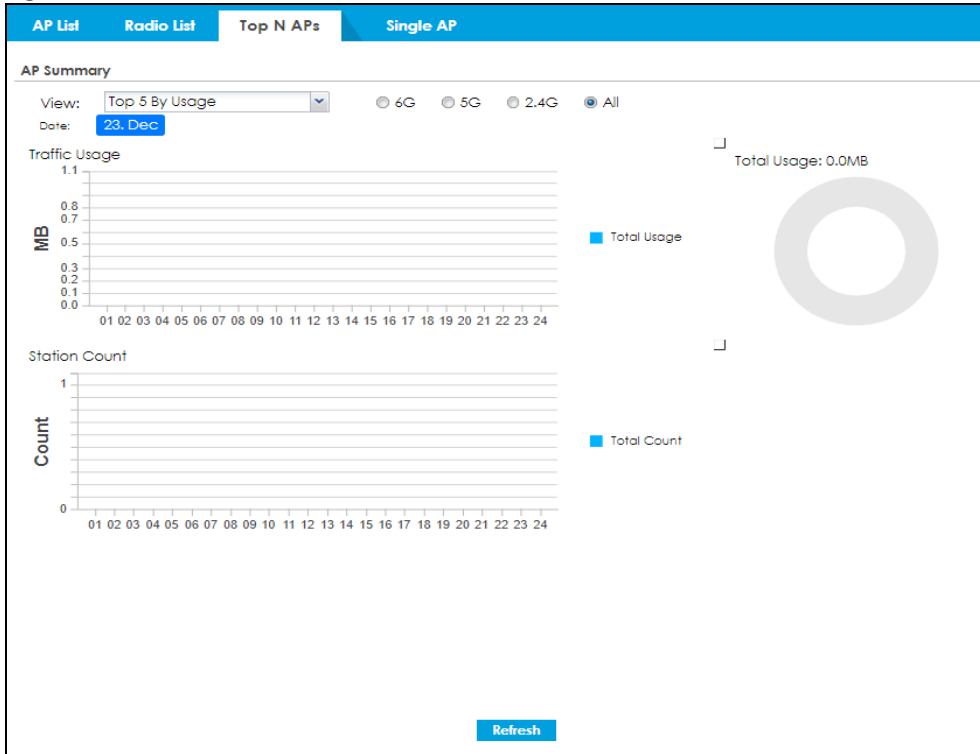 AP List Radio List Top N APs Single AP
AP Summary
View: Top 5 By Usage 6G 5G 2.4G All
Date: 23. Dec
Traffic Usage
Total Usage: 0.0MB
1.1
0.8
0.7
MB
0.5
0.3
0.2
0.1
0.0
Total Usage
01 02 03 04 05 06 07 08 09 10 11 12 13 14 15 16 17 18 19 20 21 22 23 24
Station Count
1
Count
0
Total Count
01 02 03 04 05 06 07 08 09 10 11 12 13 14 15 16 17 18 19 20 21 22 23 24
Refresh